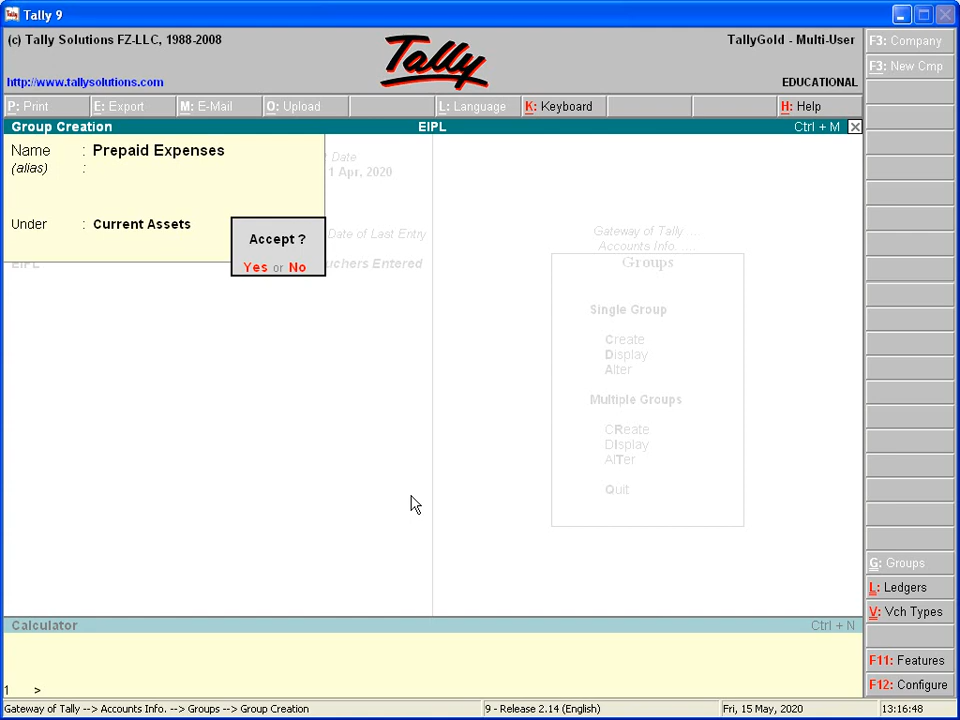 Tally 9
(c) Tally Solutions FZ-LLC, 1988-2008
Tally
TallyGold - Multi-User
http://www.tallysolutions.com
EDUCATIONAL
P: Print
E: Export
M: E-Mail
O: Upload
L: Language
K: Keyboard
H: Help
Group Creation
EIPL
Ctrl + M
Name : Prepaid Expenses
(alias) :
Under : Current Assets
Date
1 Apr, 2020
Date of Last Entry
EIPL
uchers Entered
Accept ?
Yes or No
Gateway of Tally ....
Accounts Info. ....
Groups
Single Group
Create
Display
Alter
Multiple Groups
CReate
DIsplay
AlTer
Quit
F3: Company
F3: New Cmp
G: Groups
L: Ledgers
V: Vch Types
F11: Features
F12: Configure
Calculator
Ctrl + N
1 >
Gateway of Tally --> Accounts Info. --> Groups --> Group Creation
9 - Release 2.14 (English)
Fri, 15 May, 2020
13:16:48